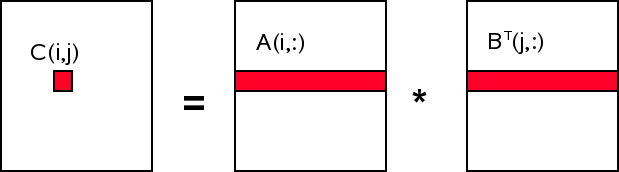 C(i,j)
=
A(i,:)
*
Bᵀ(j,:)